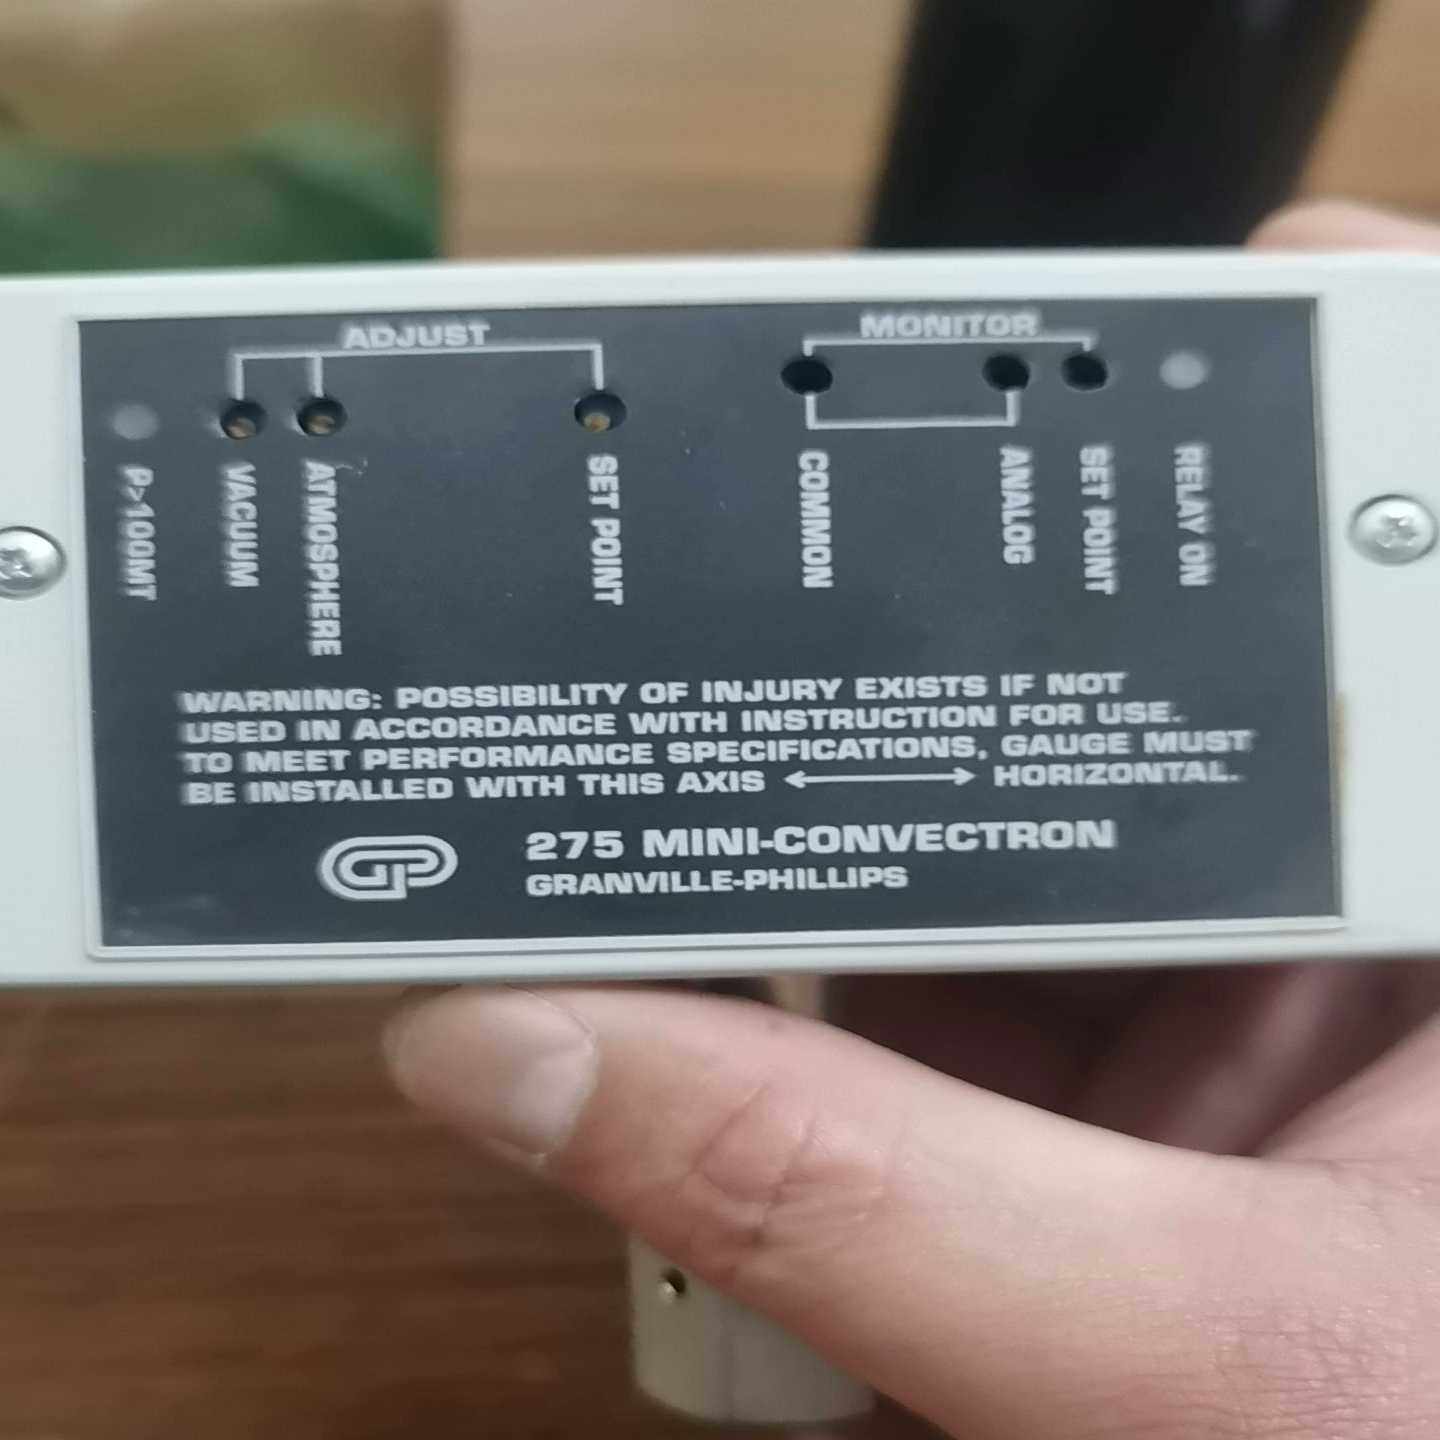 ADJUST
MONITOR
P>100MT
VACUUM
ATMOSPHERE
SET POINT
COMMON
ANALOG
SET POINT
RELAY ON
WARNING: POSSIBILITY OF INJURY EXISTS IF NOT
USED IN ACCORDANCE WITH INSTRUCTION FOR USE.
TO MEET PERFORMANCE SPECIFICATIONS, GAUGE MUST
BE INSTALLED WITH THIS AXIS ⟷ HORIZONTAL.
GP
275 MINI-CONVECTRON
GRANVILLE-PHILLIPS